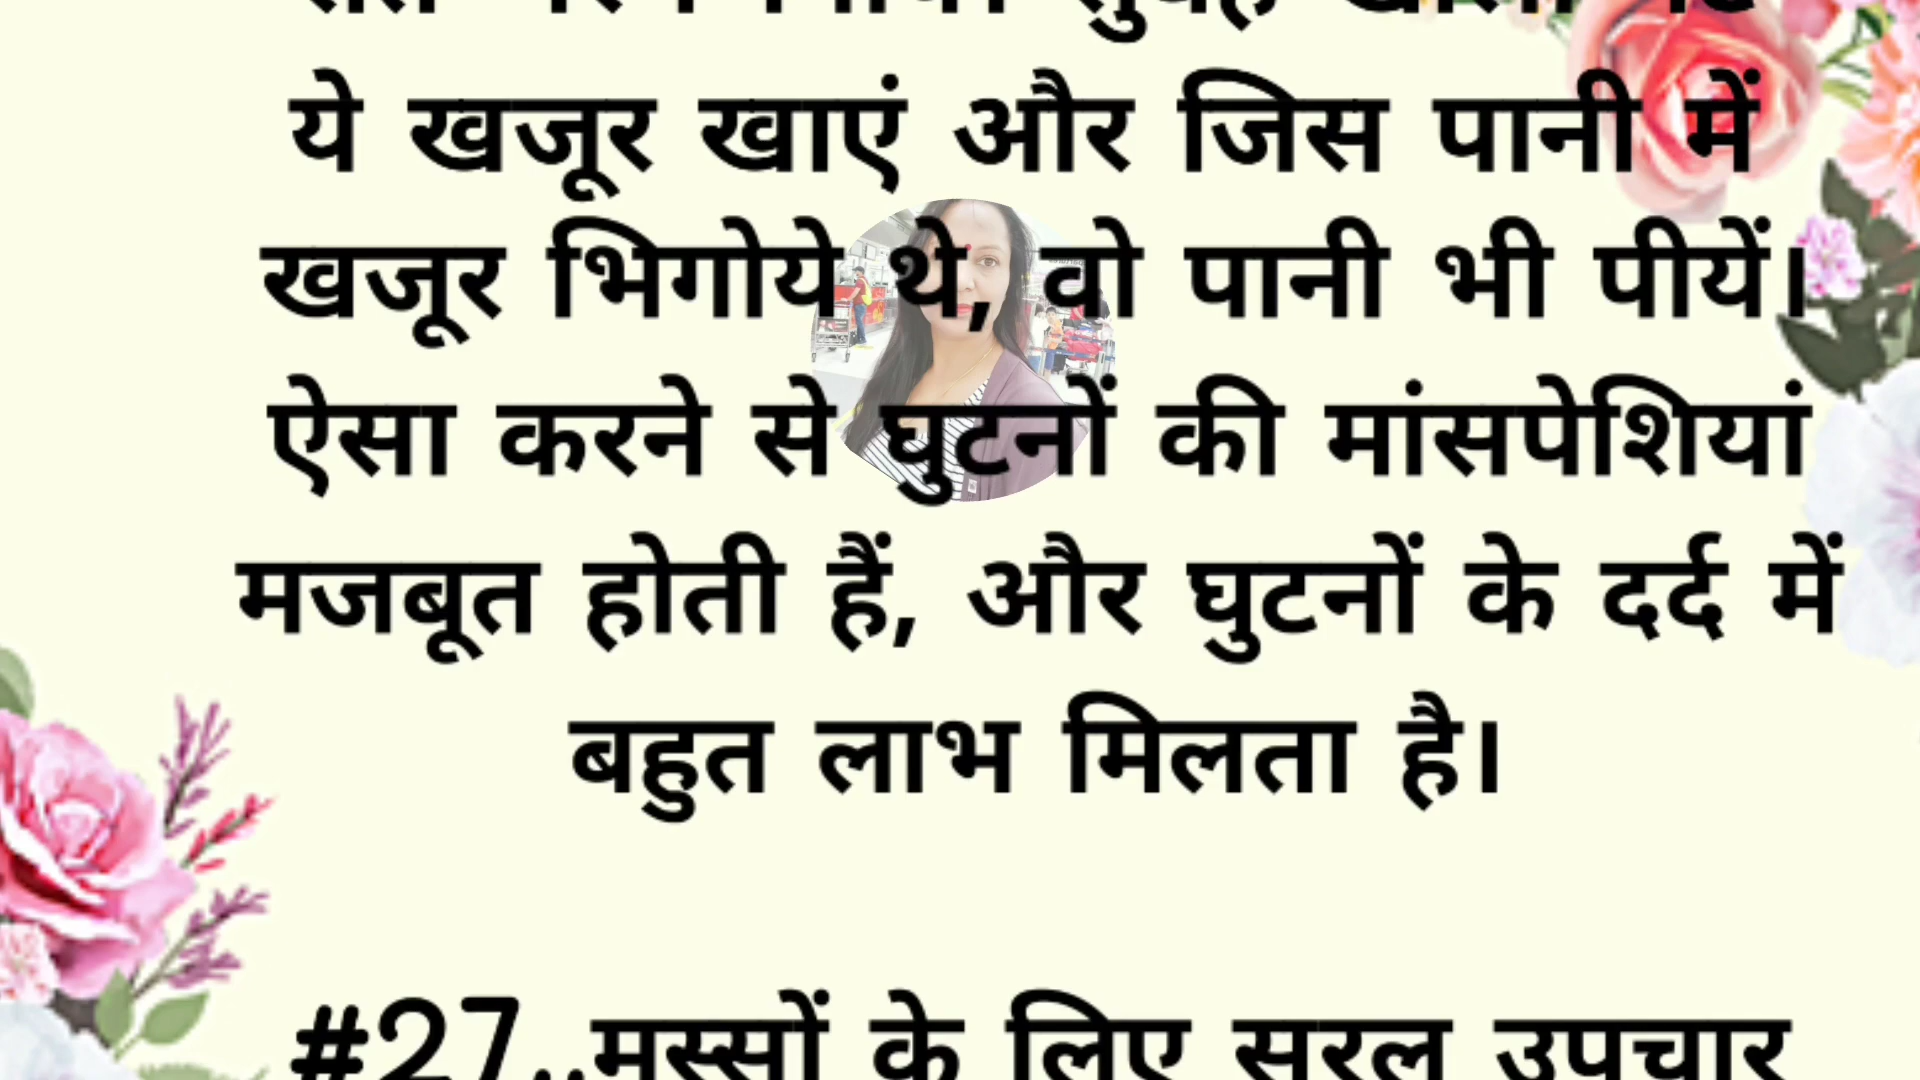 ये खजूर खाएं और जिस पानी में
खजूर भिगोये थे, वो पानी भी पीयें।
ऐसा करने से घुटनों की मांसपेशियां
मजबूत होती हैं, और घुटनों के दर्द में
बहुत लाभ मिलता है।
#27..मस्सों के लिए सरल उपचार